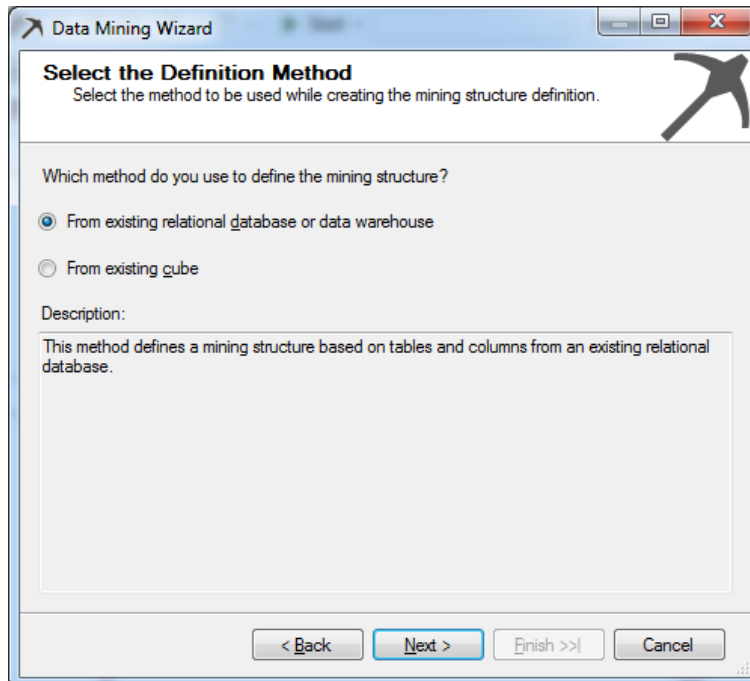 Data Mining Wizard
Select the Definition Method
Select the method to be used while creating the mining structure definition.
Which method do you use to define the mining structure?
From existing relational database or data warehouse
From existing cube
Description:
This method defines a mining structure based on tables and columns from an existing relational
database.
< Back
Next >
Finish >>|
Cancel